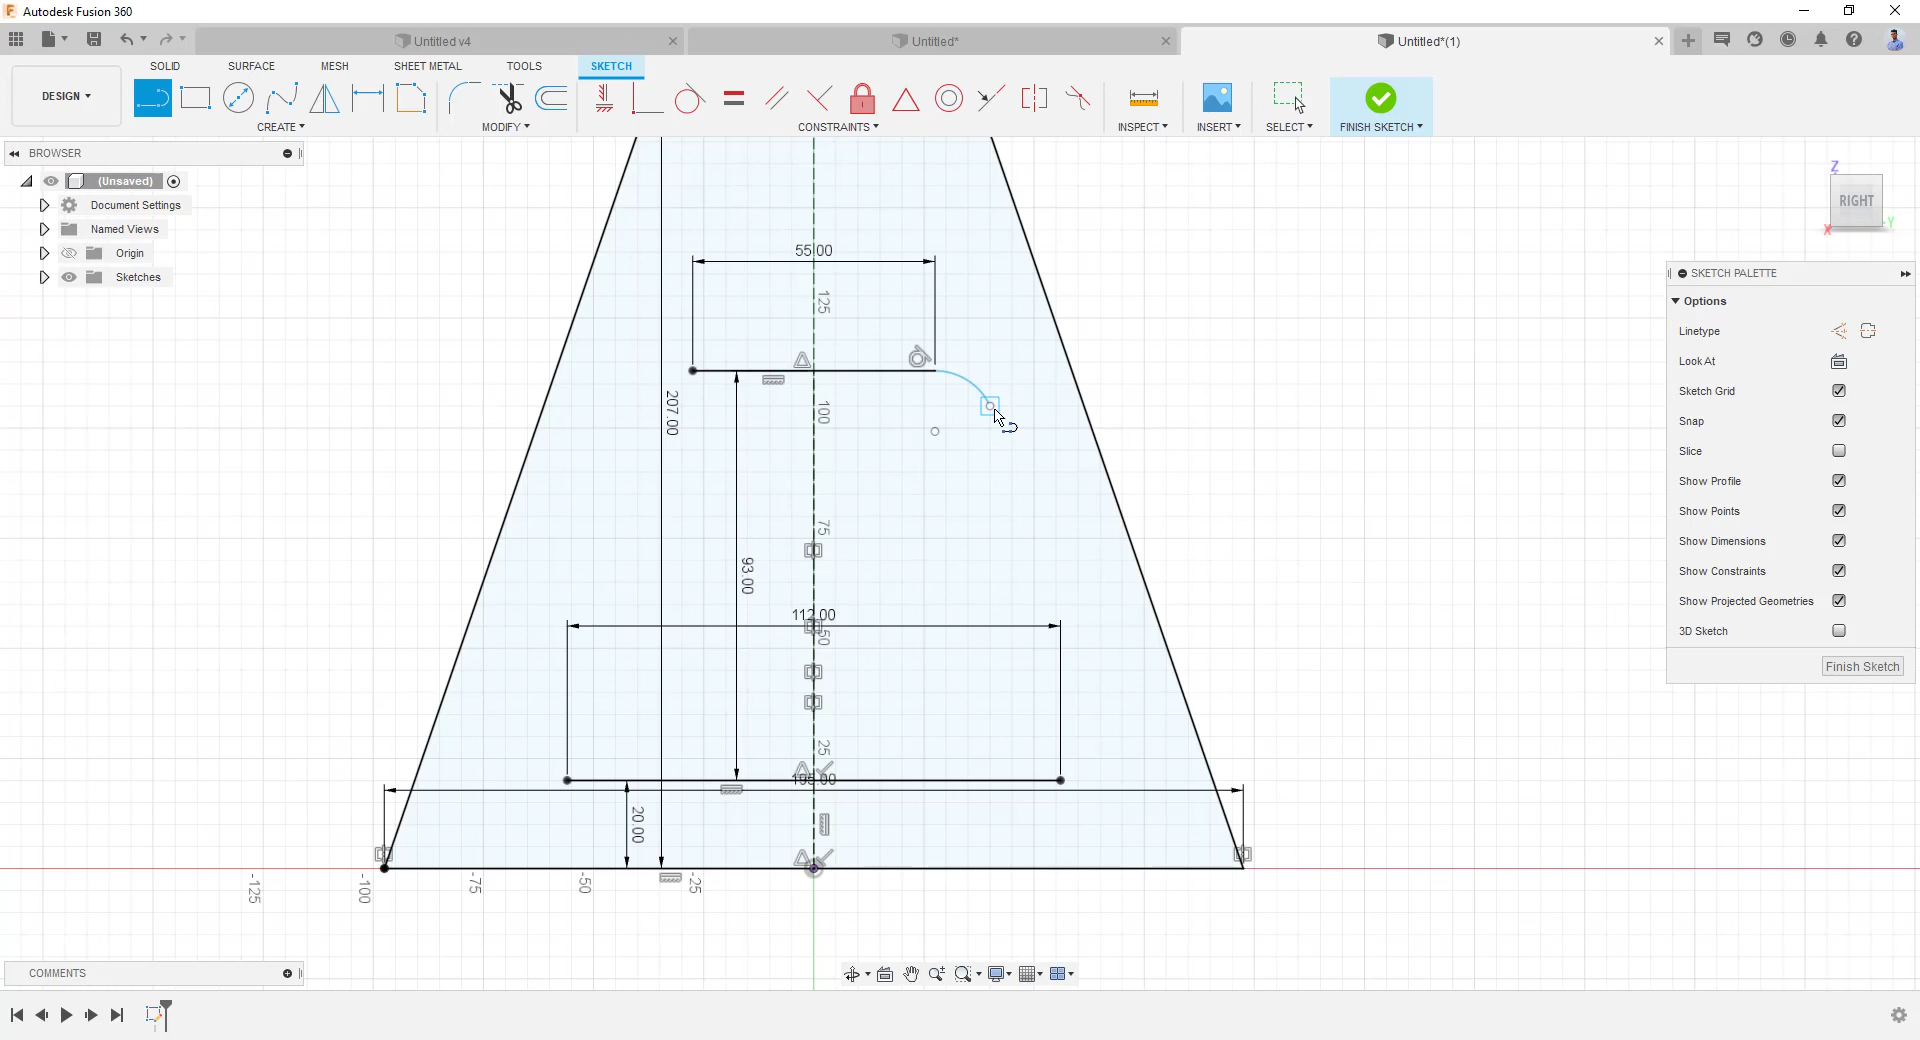 Autodesk Fusion 360
Untitled v4
Untitled*
Untitled*(1)
SOLID SURFACE MESH SHEET METAL TOOLS SKETCH
DESIGN
CREATE MODIFY CONSTRAINTS INSPECT INSERT SELECT FINISH SKETCH
BROWSER
(Unsaved)
Document Settings
Named Views
Origin
Sketches
Z
RIGHT
Y
X
SKETCH PALETTE
Options
Linetype
Look At
Sketch Grid
Snap
Slice
Show Profile
Show Points
Show Dimensions
Show Constraints
Show Projected Geometries
3D Sketch
Finish Sketch
55.00
125
207.00
100
75
93.00
112.00
50
25
20.00
-125
-100
-75
-50
-25
COMMENTS